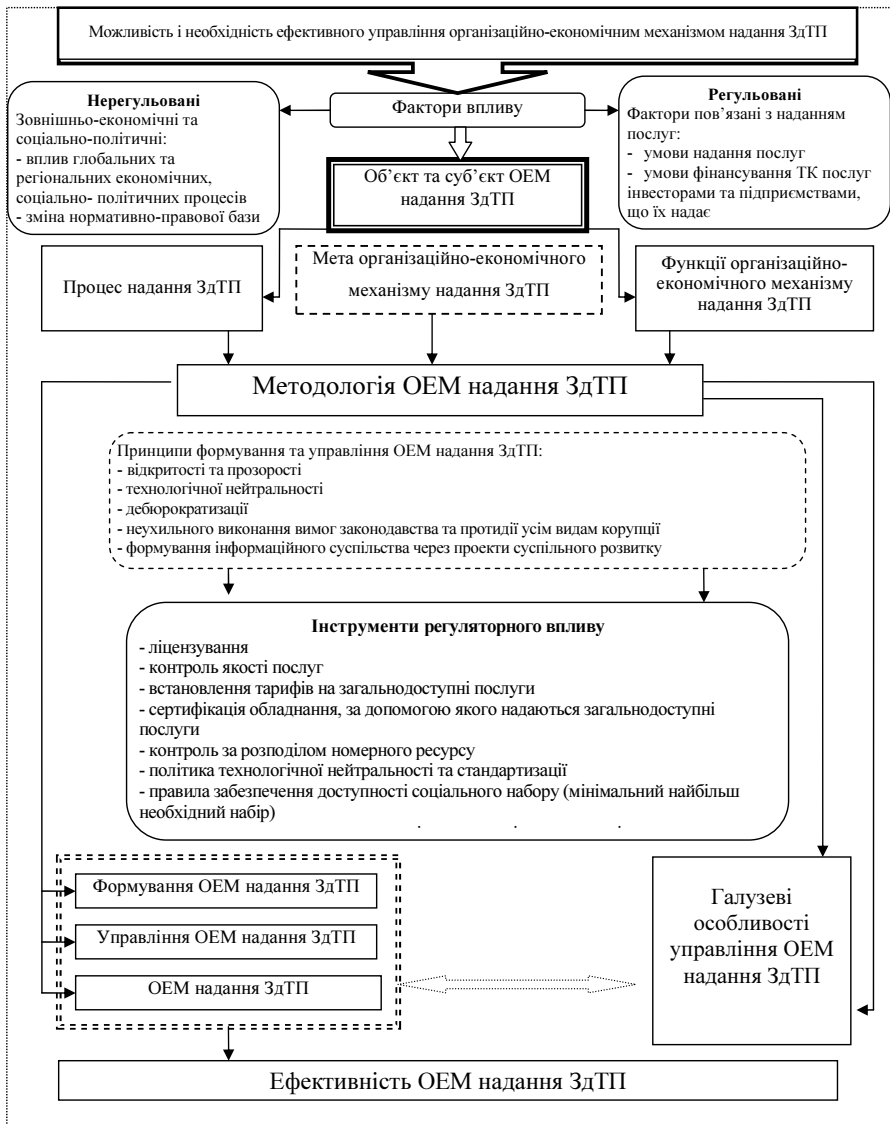 Можливість і необхідність ефективного управління організаційно-економічним механізмом надання ЗдТП
Нерегульовані
Зовнішньо-економічні та
соціально-політичні:
- вплив глобальних та
регіональних економічних,
соціально- політичних процесів
- зміна нормативно-правової бази
Фактори впливу
Регульовані
Фактори пов’язані з наданням
послуг:
- умови надання послуг
- умови фінансування ТК послуг
інвесторами та підприємствами,
що їх надає
Об’єкт та суб’єкт ОЕМ
надання ЗдТП
Процес надання ЗдТП
Мета організаційно-економічного
механізму надання ЗдТП
Функції організаційно-
економічного механізму
надання ЗдТП
Методологія ОЕМ надання ЗдТП
Принципи формування та управління ОЕМ надання ЗдТП:
- відкритості та прозорості
- технологічної нейтральності
- дебюрократизації
- неухильного виконання вимог законодавства та протидії усім видам корупції
- формування інформаційного суспільства через проекти суспільного розвитку
Інструменти регуляторного впливу
- ліцензування
- контроль якості послуг
- встановлення тарифів на загальнодоступні послуги
- сертифікація обладнання, за допомогою якого надаються загальнодоступні
послуги
- контроль за розподілом номерного ресурсу
- політика технологічної нейтральності та стандартизації
- правила забезпечення доступності соціального набору (мінімальний найбільш
необхідний набір)
Формування ОЕМ надання ЗдТП
Управління ОЕМ надання ЗдТП
ОЕМ надання ЗдТП
Галузеві
особливості
управління ОЕМ
надання ЗдТП
Ефективність ОЕМ надання ЗдТП